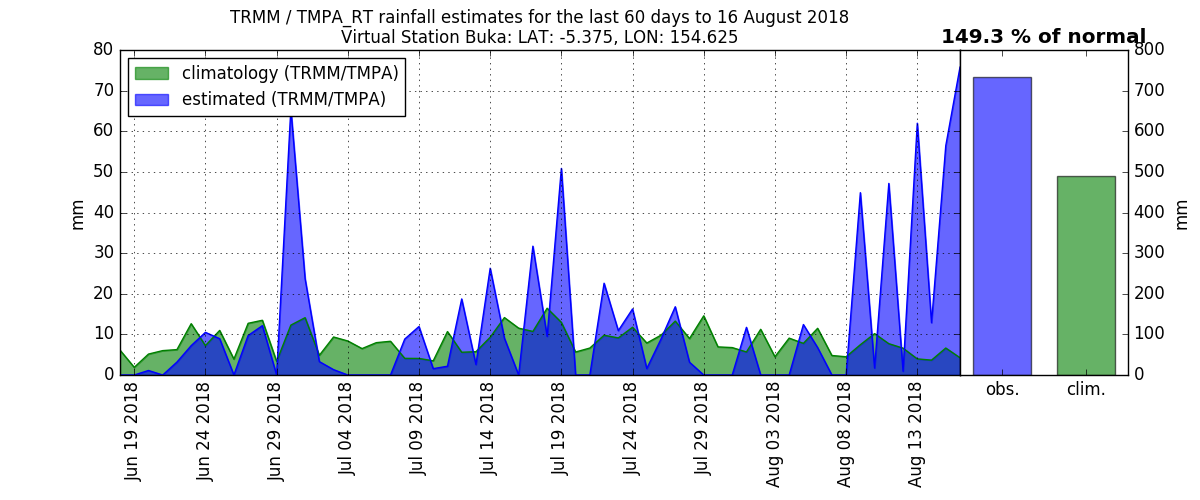 TRMM / TMPA_RT rainfall estimates for the last 60 days to 16 August 2018
Virtual Station Buka: LAT: -5.375, LON: 154.625
149.3 % of normal
climatology (TRMM/TMPA)
estimated (TRMM/TMPA)
mm
80
70
60
50
40
30
20
10
0
Jun 19 2018
Jun 24 2018
Jun 29 2018
Jul 04 2018
Jul 09 2018
Jul 14 2018
Jul 19 2018
Jul 24 2018
Jul 29 2018
Aug 03 2018
Aug 08 2018
Aug 13 2018
obs.
clim.
800
700
600
500
400
300
200
100
0
mm